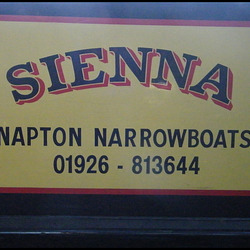 SIENNA
NAPTON NARROWBOATS
01926 - 813644